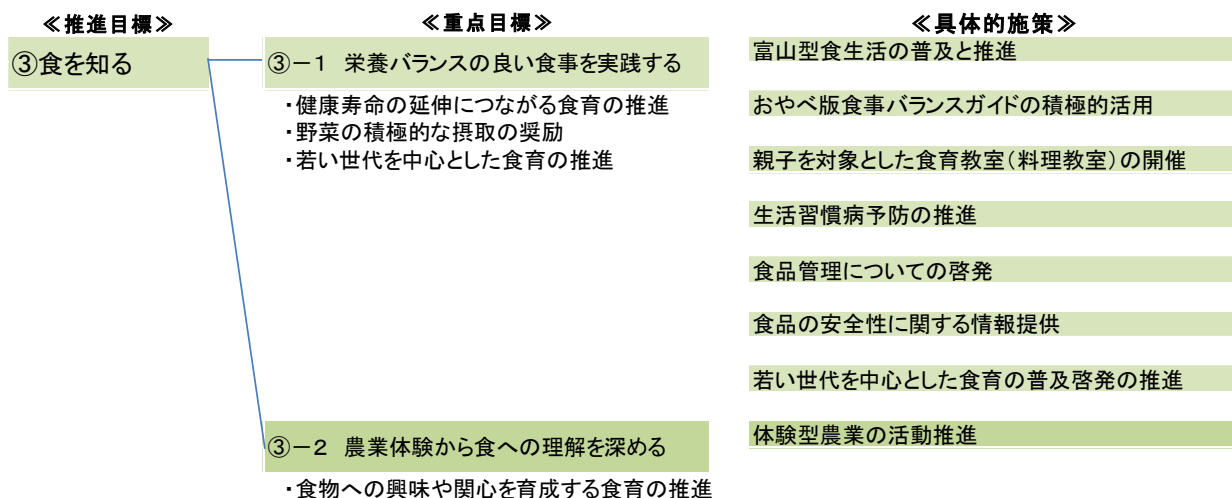 ≪推進目標≫
≪重点目標≫
≪具体的施策≫
③食を知る
③－1　栄養バランスの良い食事を実践する
・健康寿命の延伸につながる食育の推進
・野菜の積極的な摂取の奨励
・若い世代を中心とした食育の推進
富山型食生活の普及と推進
おやべ版食事バランスガイドの積極的活用
親子を対象とした食育教室（料理教室）の開催
生活習慣病予防の推進
食品管理についての啓発
食品の安全性に関する情報提供
若い世代を中心とした食育の普及啓発の推進
③－2　農業体験から食への理解を深める
・食物への興味や関心を育成する食育の推進
体験型農業の活動推進